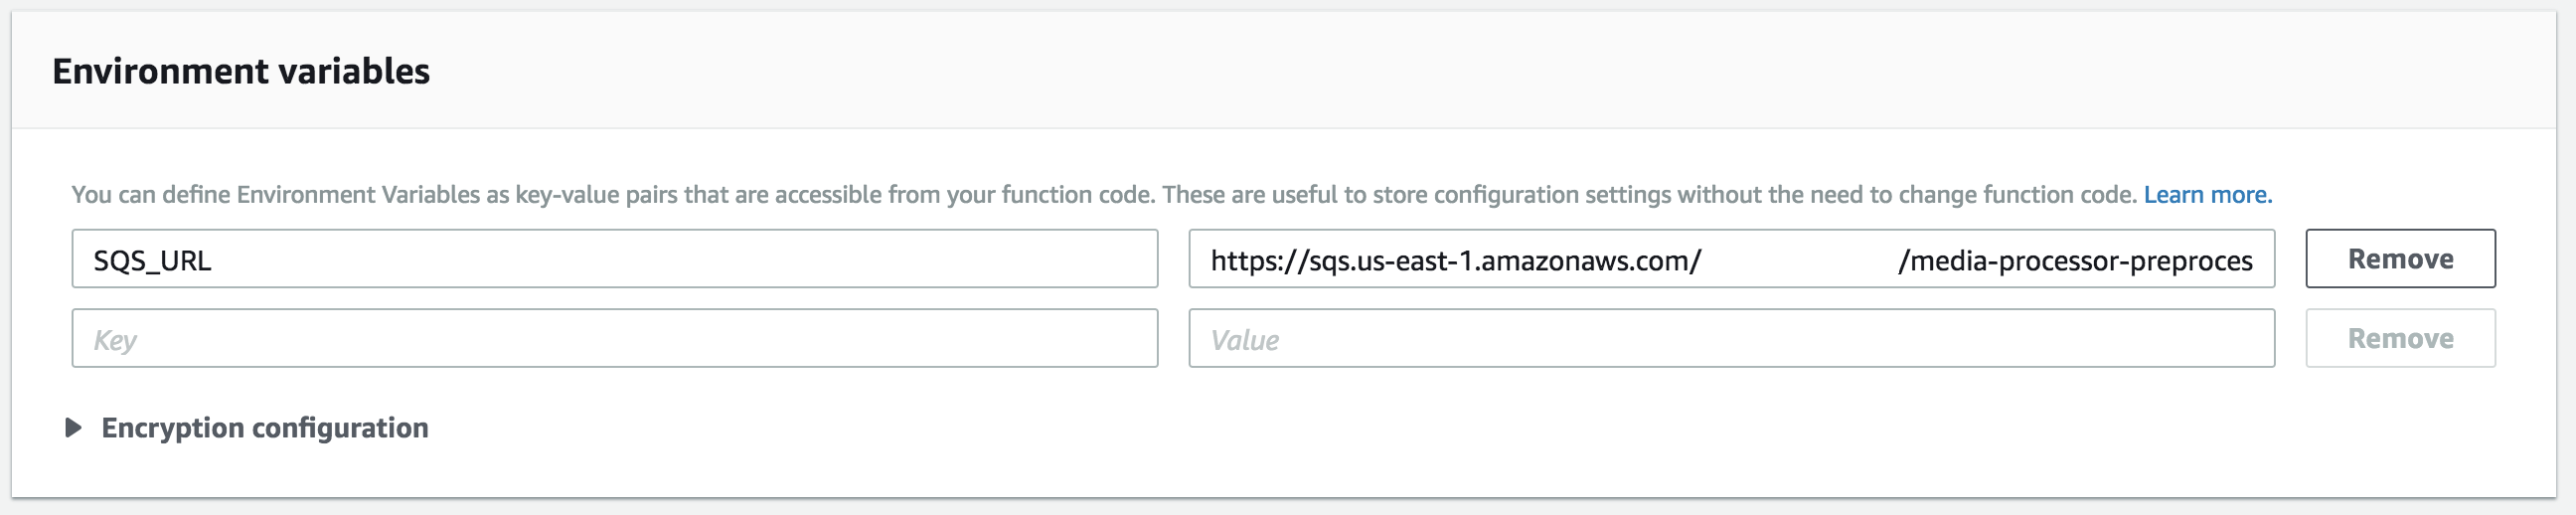 Environment variables
You can define Environment Variables as key-value pairs that are accessible from your function code. These are useful to store configuration settings without the need to change function code. Learn more.
SQS_URL https://sqs.us-east-1.amazonaws.com/ /media-processor-preproces Remove
Key Value Remove
Encryption configuration